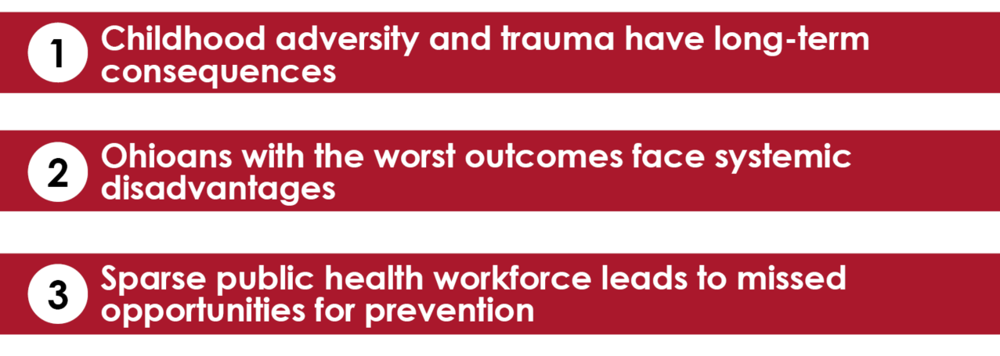 1
Childhood adversity and trauma have long-term
consequences
2
Ohioans with the worst outcomes face systemic
disadvantages
3
Sparse public health workforce leads to missed
opportunities for prevention